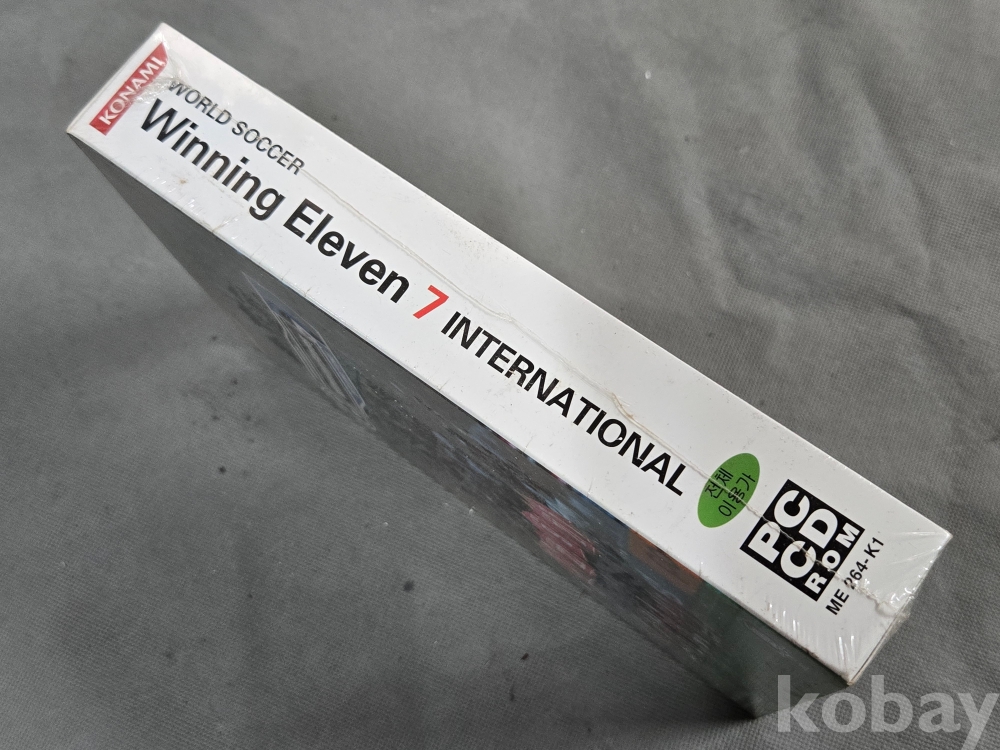 KONAMI
WORLD SOCCER
Winning Eleven 7 INTERNATIONAL
전체
이용가
PC
CD
ROM
ME 264-K1
kobay